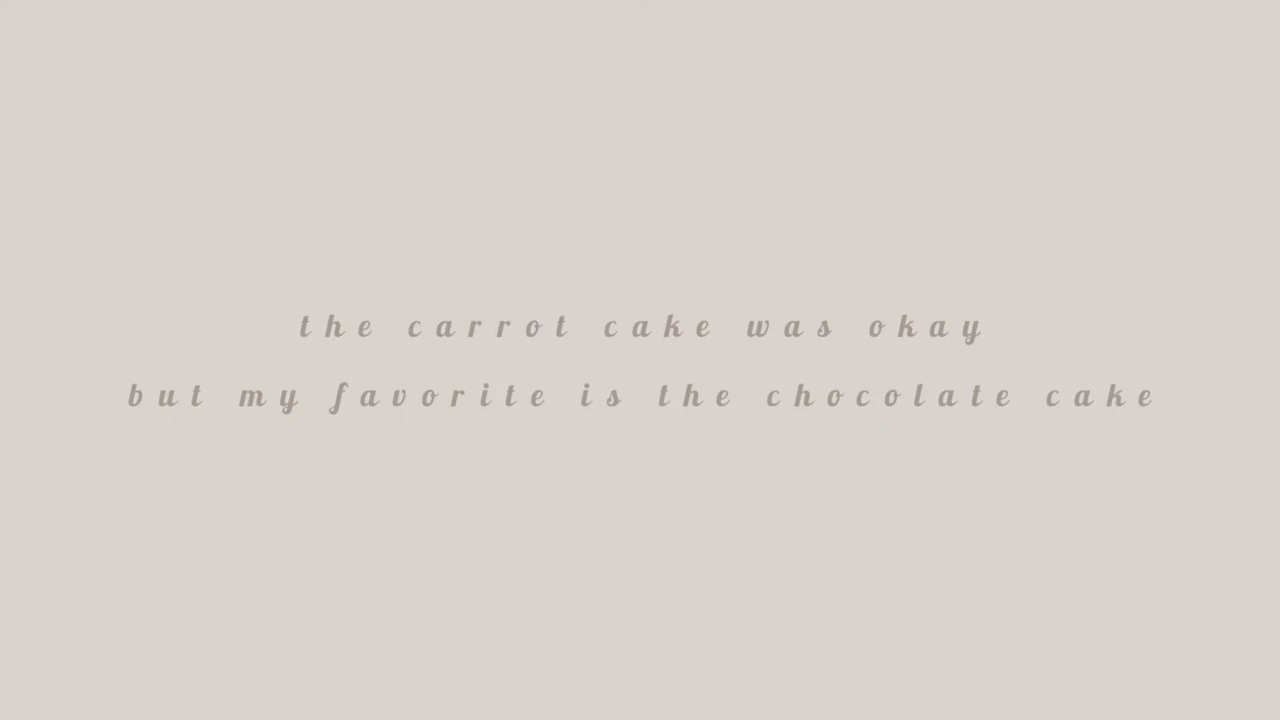 the carrot cake was okay
but my favorite is the chocolate cake